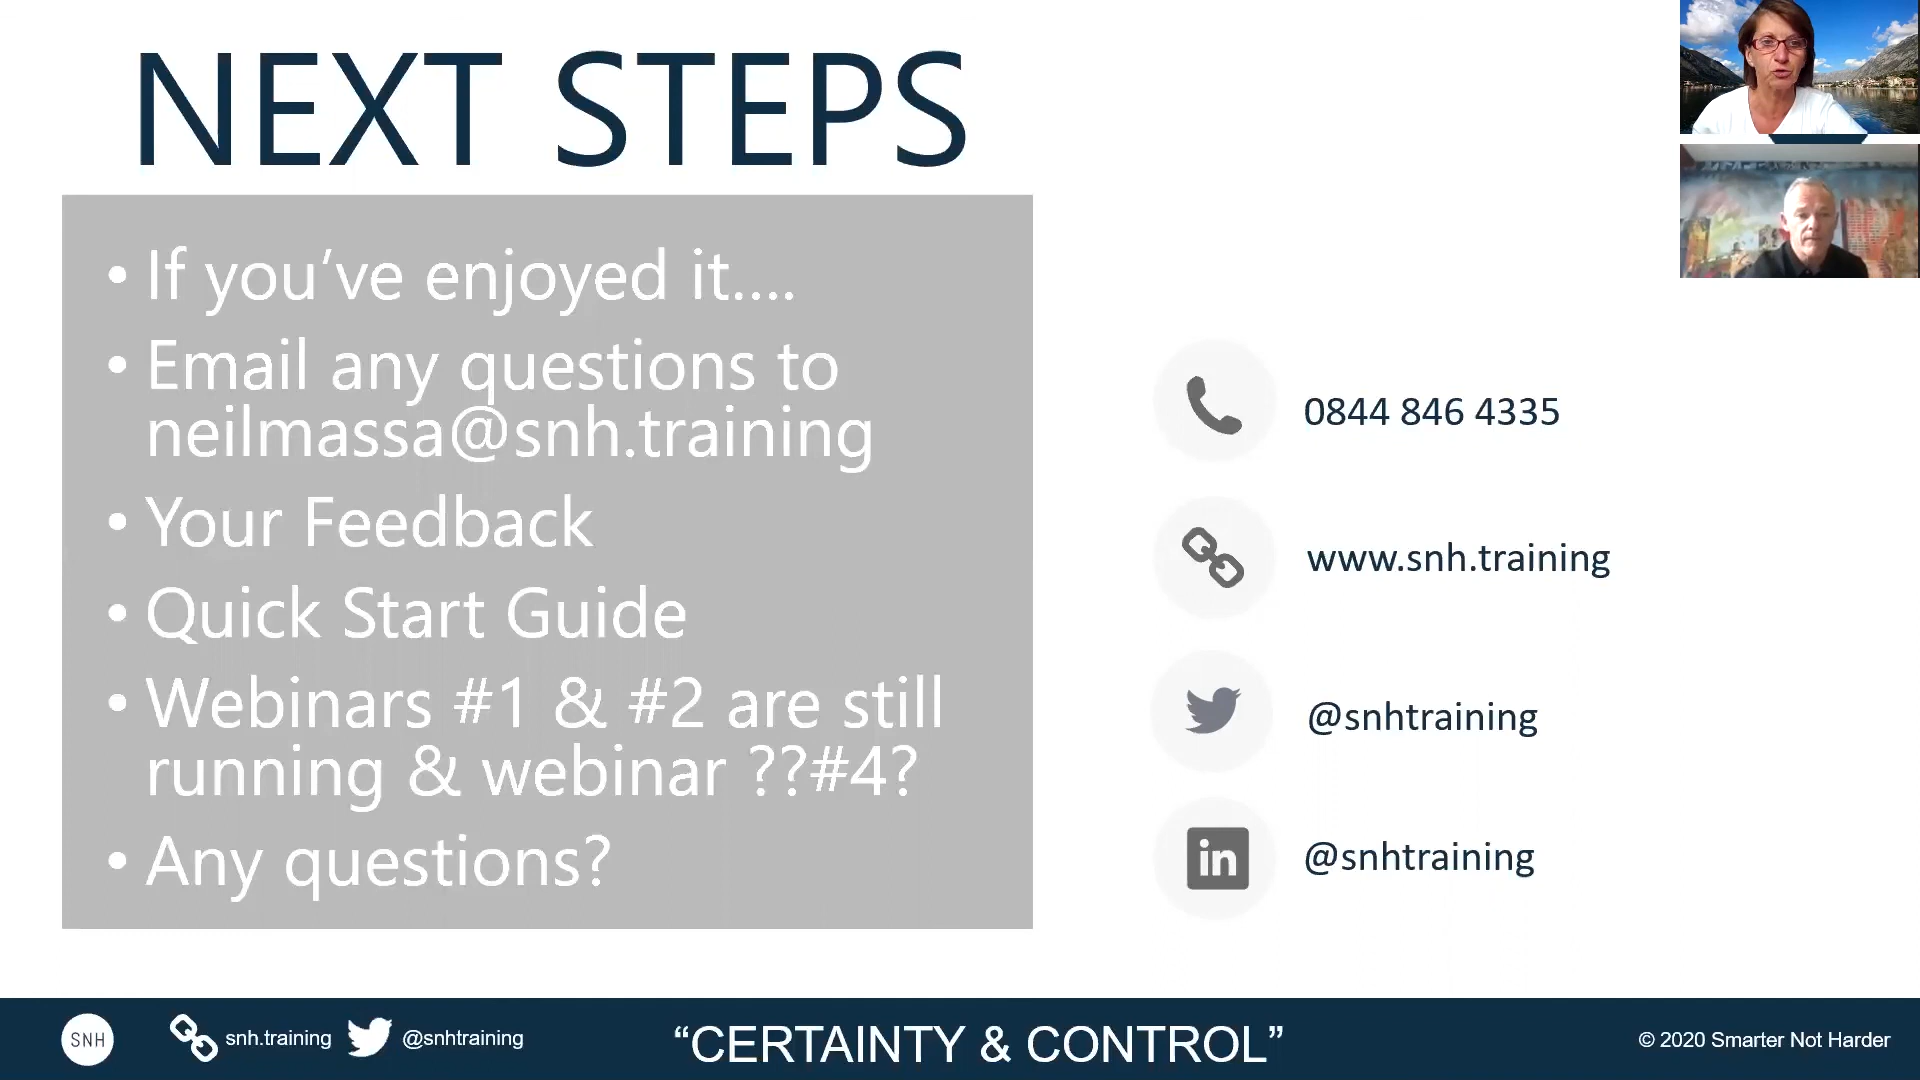 NEXT STEPS
• If you’ve enjoyed it....
• Email any questions to
neilmassa@snh.training
• Your Feedback
• Quick Start Guide
• Webinars #1 & #2 are still
running & webinar ??#4?
• Any questions?
0844 846 4335
www.snh.training
@snhtraining
in
@snhtraining
SNH
snh.training
@snhtraining
“CERTAINTY & CONTROL”
© 2020 Smarter Not Harder